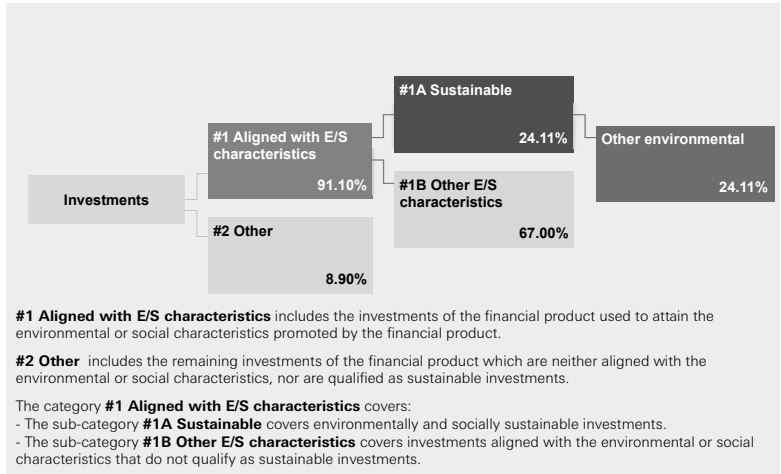 #1A Sustainable
24.11%
#1 Aligned with E/S
characteristics
91.10%
Other environmental
24.11%
Investments
#1B Other E/S
characteristics
67.00%
#2 Other
8.90%
#1 Aligned with E/S characteristics includes the investments of the financial product used to attain the
environmental or social characteristics promoted by the financial product.
#2 Other includes the remaining investments of the financial product which are neither aligned with the
environmental or social characteristics, nor are qualified as sustainable investments.
The category #1 Aligned with E/S characteristics covers:
- The sub-category #1A Sustainable covers environmentally and socially sustainable investments.
- The sub-category #1B Other E/S characteristics covers investments aligned with the environmental or social
characteristics that do not qualify as sustainable investments.